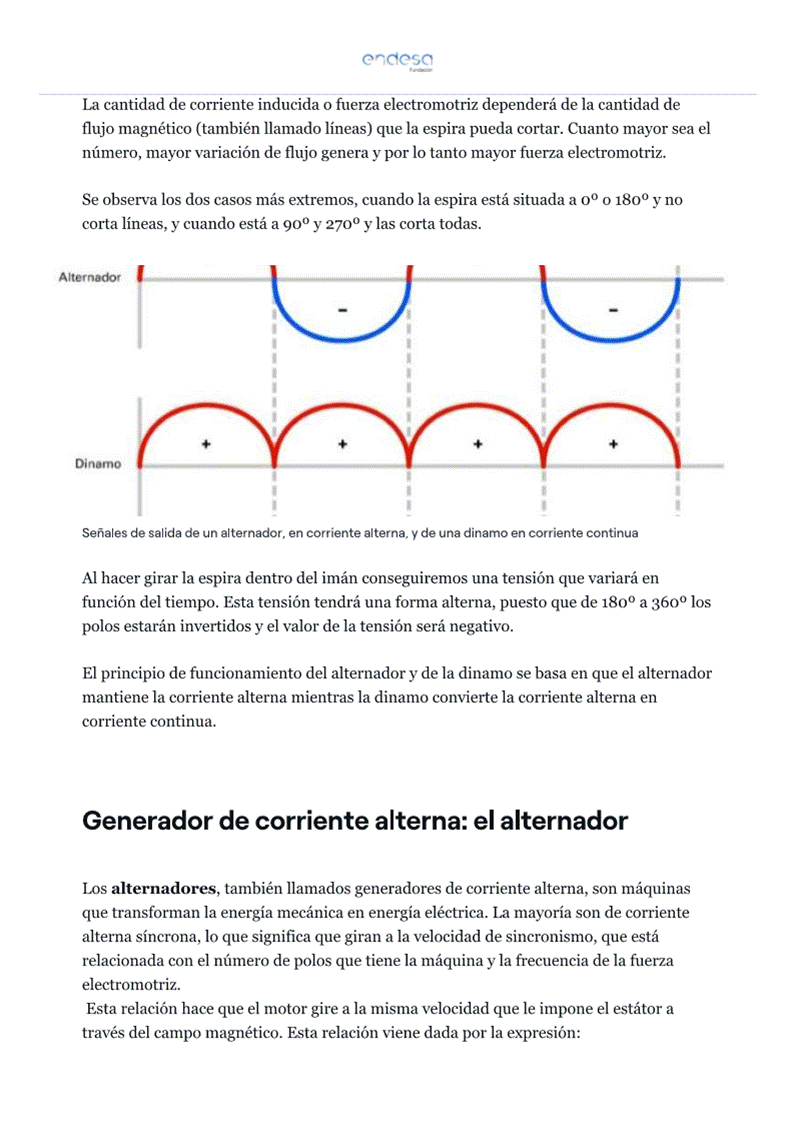 endesa
Fundación
La cantidad de corriente inducida o fuerza electromotriz dependerá de la cantidad de
flujo magnético (también llamado líneas) que la espira pueda cortar. Cuanto mayor sea el
número, mayor variación de flujo genera y por lo tanto mayor fuerza electromotriz.
Se observa los dos casos más extremos, cuando la espira está situada a 0º o 180º y no
corta líneas, y cuando está a 90º y 270º y las corta todas.
Alternador
- -
+ + + +
Dinamo
Señales de salida de un alternador, en corriente alterna, y de una dinamo en corriente continua
Al hacer girar la espira dentro del imán conseguiremos una tensión que variará en
función del tiempo. Esta tensión tendrá una forma alterna, puesto que de 180º a 360º los
polos estarán invertidos y el valor de la tensión será negativo.
El principio de funcionamiento del alternador y de la dinamo se basa en que el alternador
mantiene la corriente alterna mientras la dinamo convierte la corriente alterna en
corriente continua.
Generador de corriente alterna: el alternador
Los alternadores, también llamados generadores de corriente alterna, son máquinas
que transforman la energía mecánica en energía eléctrica. La mayoría son de corriente
alterna síncrona, lo que significa que giran a la velocidad de sincronismo, que está
relacionada con el número de polos que tiene la máquina y la frecuencia de la fuerza
electromotriz.
Esta relación hace que el motor gire a la misma velocidad que le impone el estátor a
través del campo magnético. Esta relación viene dada por la expresión: